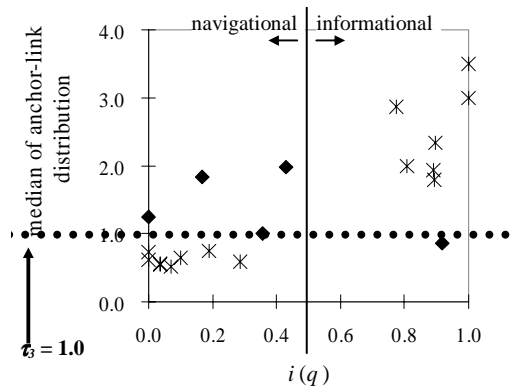 navigational informational
median of anchor-link
distribution
4.0
3.0
2.0
1.0
0.0
0.0 0.2 0.4 0.6 0.8 1.0
τ₃ = 1.0
i(q)